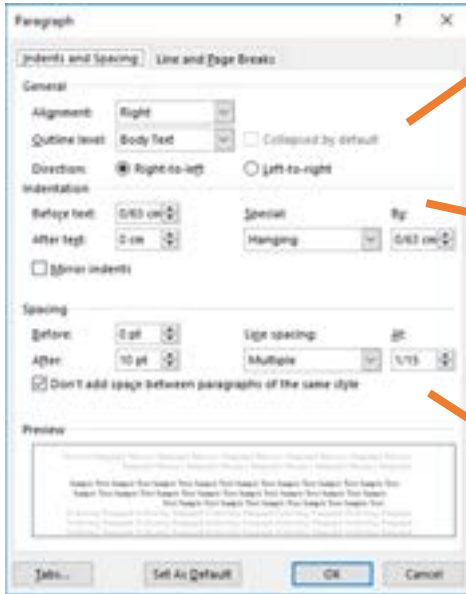 Paragraph ? ×
Indents and Spacing Line and Page Breaks
General
Alignment: Right
Outline level: Body Text Collapsed by default
Direction: Right-to-left Left-to-right
Indentation
Before text: 0/63 cm Special: By:
After text: 0 cm Hanging 0/63 cm
Mirror indents
Spacing
Before: 0 pt Line spacing: At:
After: 10 pt Multiple 1/15
Don't add space between paragraphs of the same style
Preview
Tabs... Set As Default OK Cancel